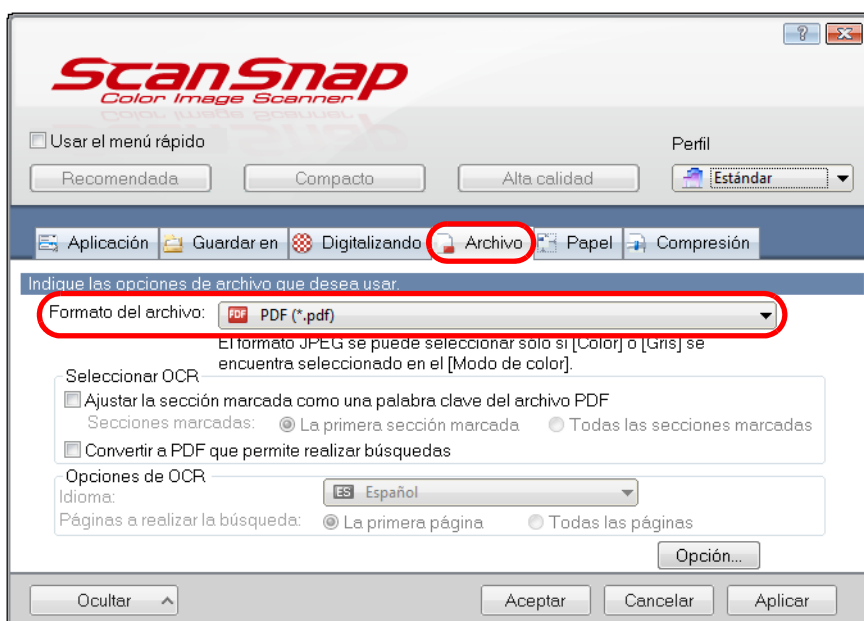 ScanSnap
Color Image Scanner
Usar el menú rápido
Perfil
Recomendada Compacto Alta calidad Estándar
Aplicación Guardar en Digitalizando Archivo Papel Compresión
Indique las opciones de archivo que desea usar.
Formato del archivo: PDF PDF (*.pdf)
El formato JPEG se puede seleccionar solo si [Color] o [Gris] se
encuentra seleccionado en el [Modo de color].
Seleccionar OCR
Ajustar la sección marcada como una palabra clave del archivo PDF
Secciones marcadas: La primera sección marcada Todas las secciones marcadas
Convertir a PDF que permite realizar búsquedas
Opciones de OCR
Idioma: ES Español
Páginas a realizar la búsqueda: La primera página Todas las páginas
Opción...
Ocultar Aceptar Cancelar Aplicar